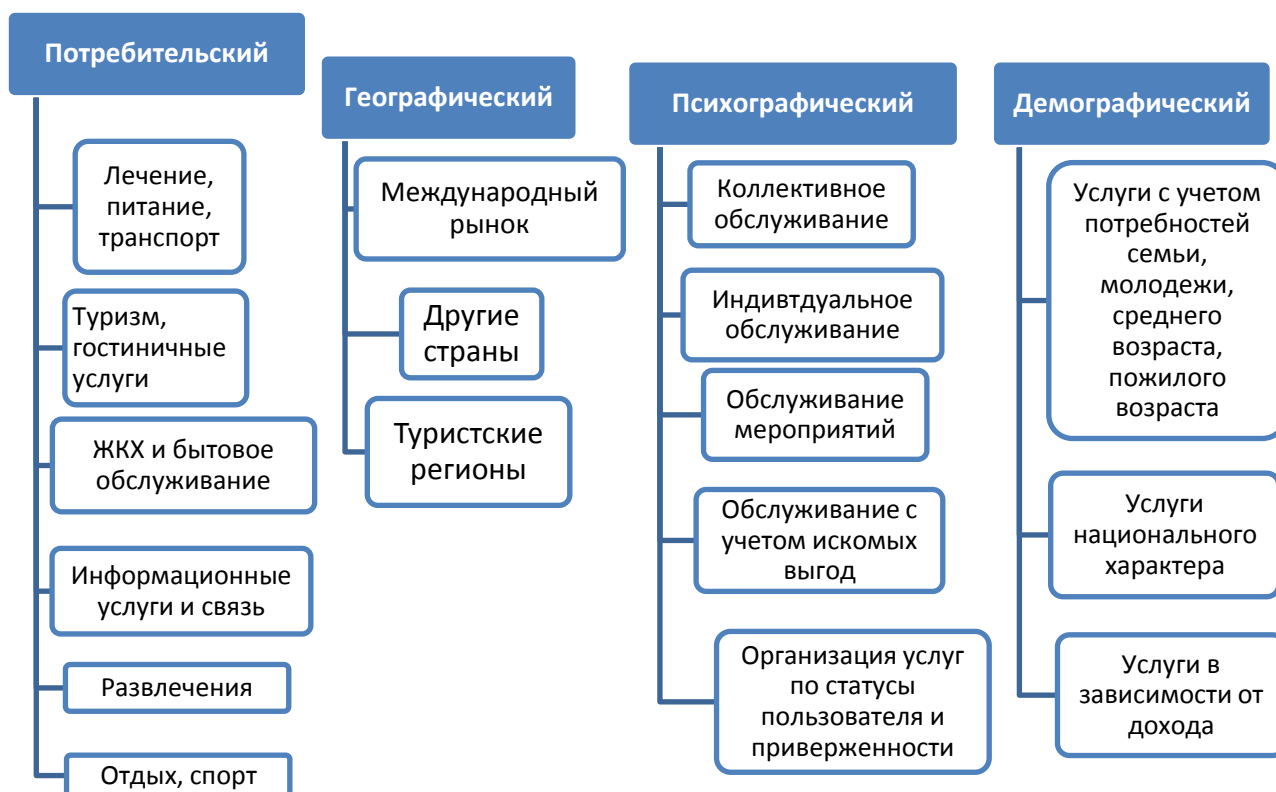 Потребительский
Лечение,
питание,
транспорт
Туризм,
гостиничные
услуги
ЖКХ и бытовое
обслуживание
Информационные
услуги и связь
Развлечения
Отдых, спорт
Географический
Международный
рынок
Другие
страны
Туристские
регионы
Психографический
Коллективное
обслуживание
Индивтдуальное
обслуживание
Обслуживание
мероприятий
Обслуживание с
учетом искомых
выгод
Организация услуг
по статусы
пользователя и
приверженности
Демографический
Услуги с учетом
потребностей
семьи,
молодежи,
среднего
возраста,
пожилого
возраста
Услуги
национального
характера
Услуги в
зависимости от
дохода